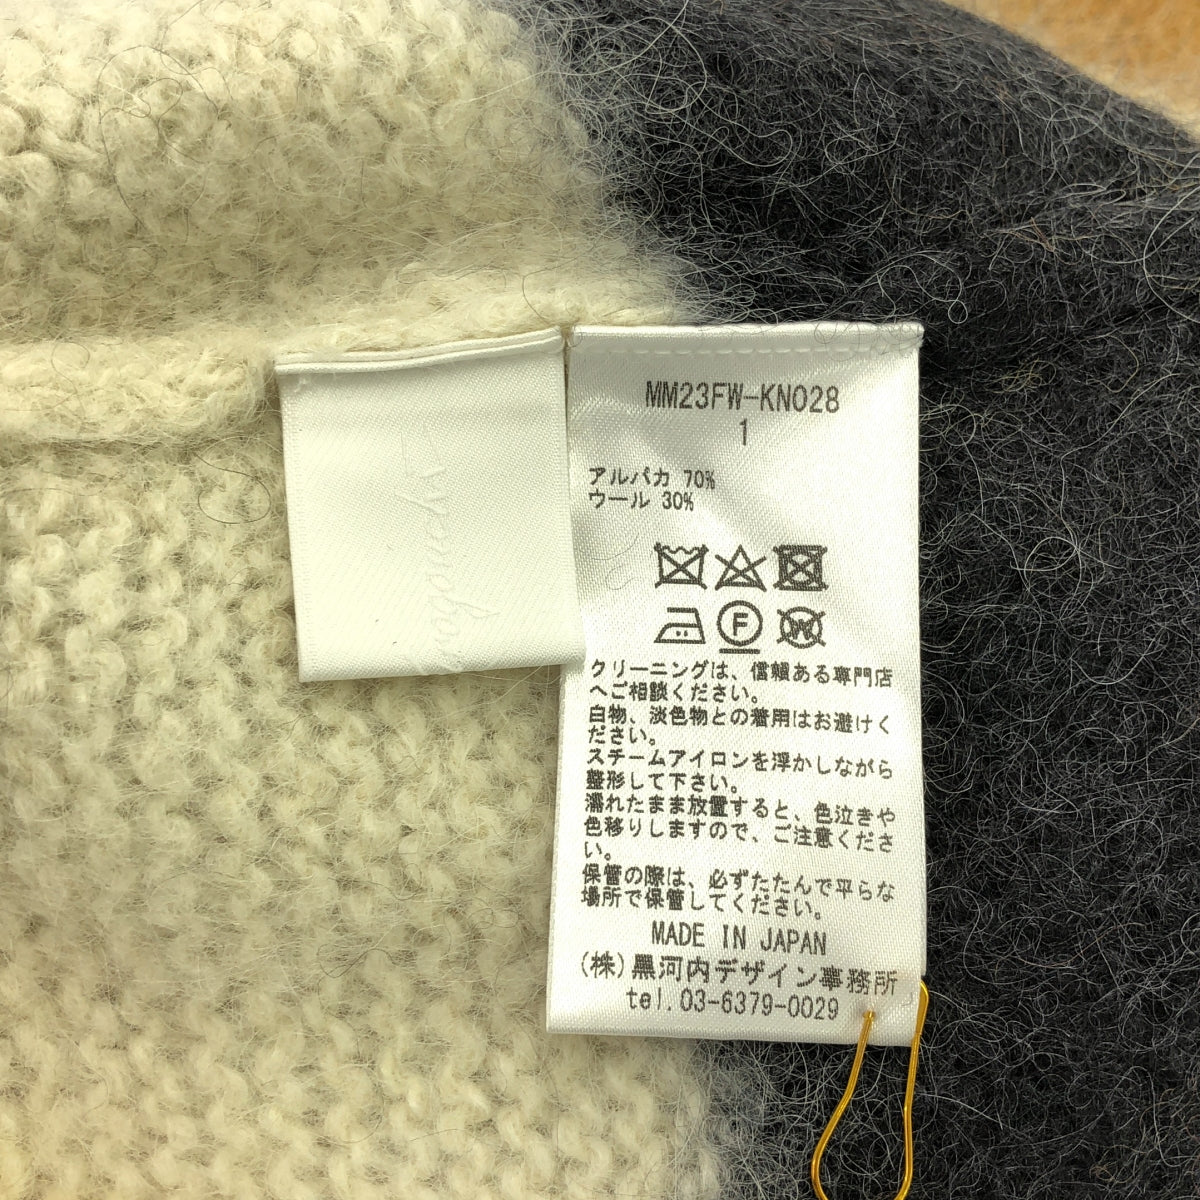 MM23FW-KN028
1
アルパカ 70%
ウール 30%
F
W
クリーニングは、信頼ある専門店
へご相談ください。
白物、淡色物との着用はお避けく
ださい。
スチームアイロンを浮かしながら
整形して下さい。
濡れたまま放置すると、色泣きや
色移りしますので、ご注意くださ
い。
保管の際は、必ずたたんで平らな
場所で保管してください。
MADE IN JAPAN
(株)黒河内デザイン事務所
tel.03-6379-0029